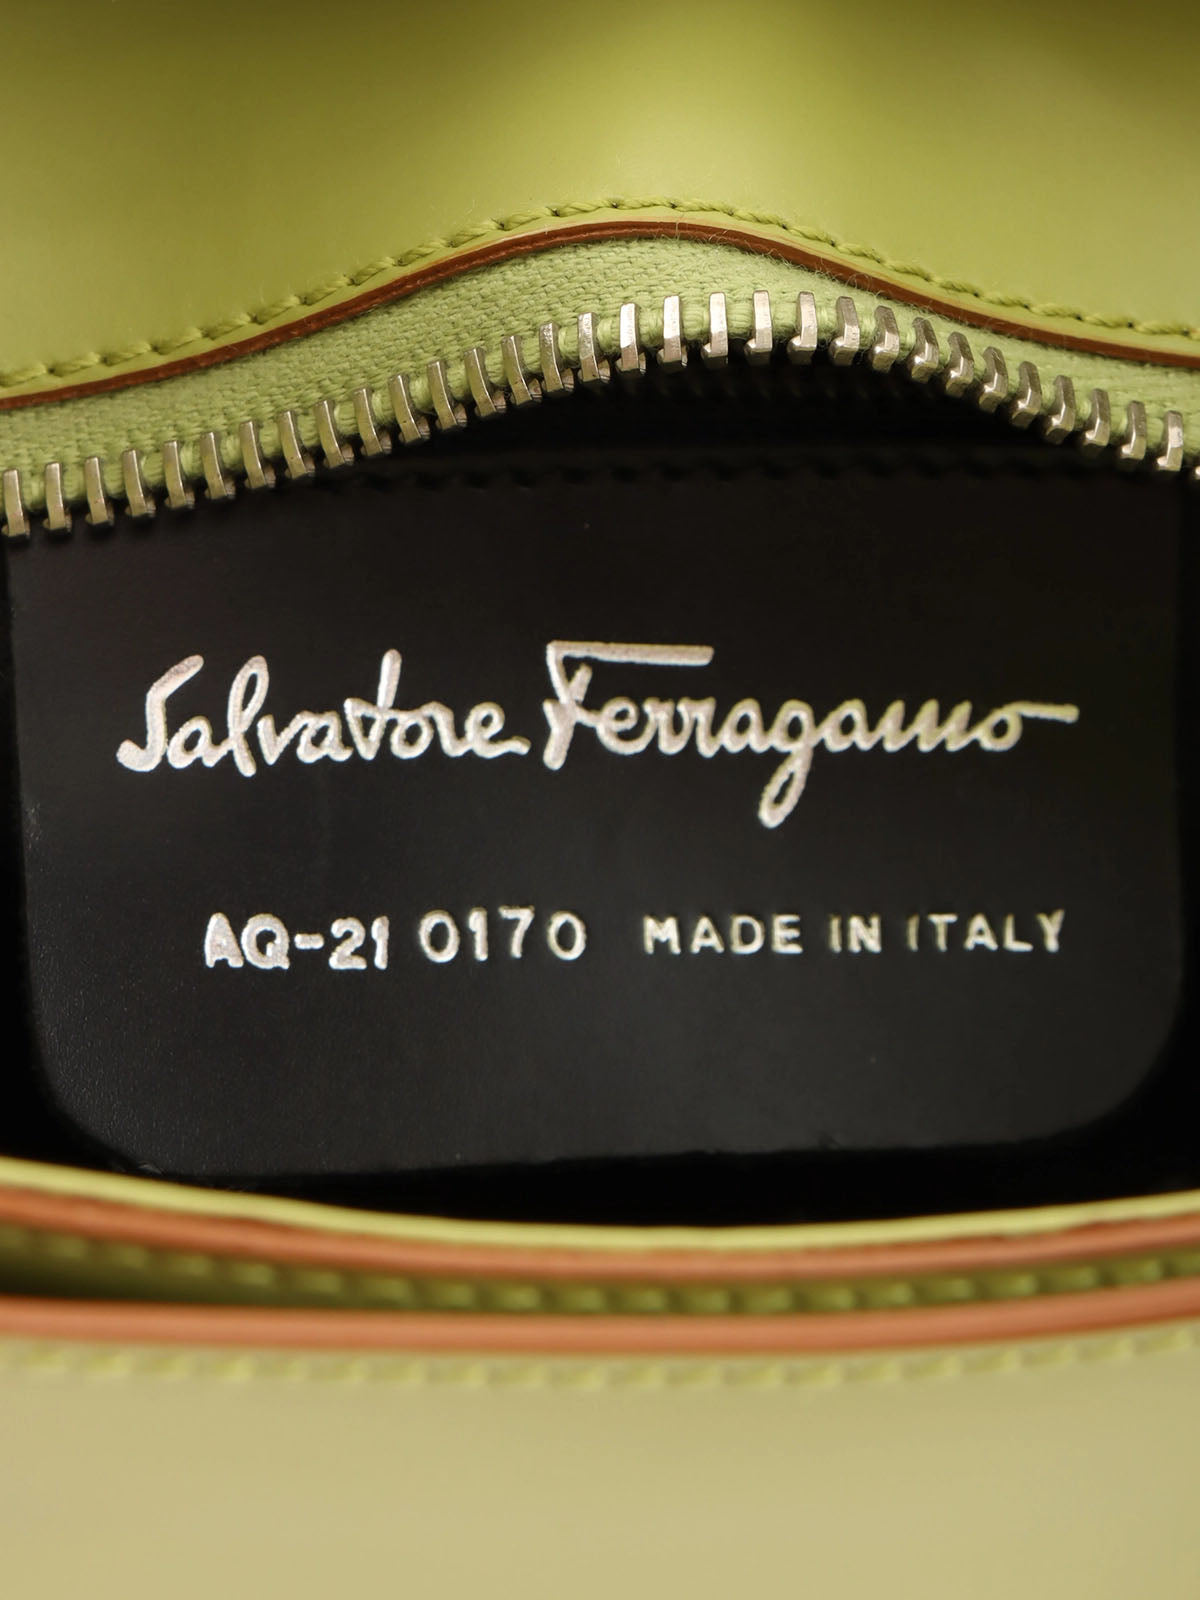 Salvatore Ferragamo
AQ-21 0170 MADE IN ITALY